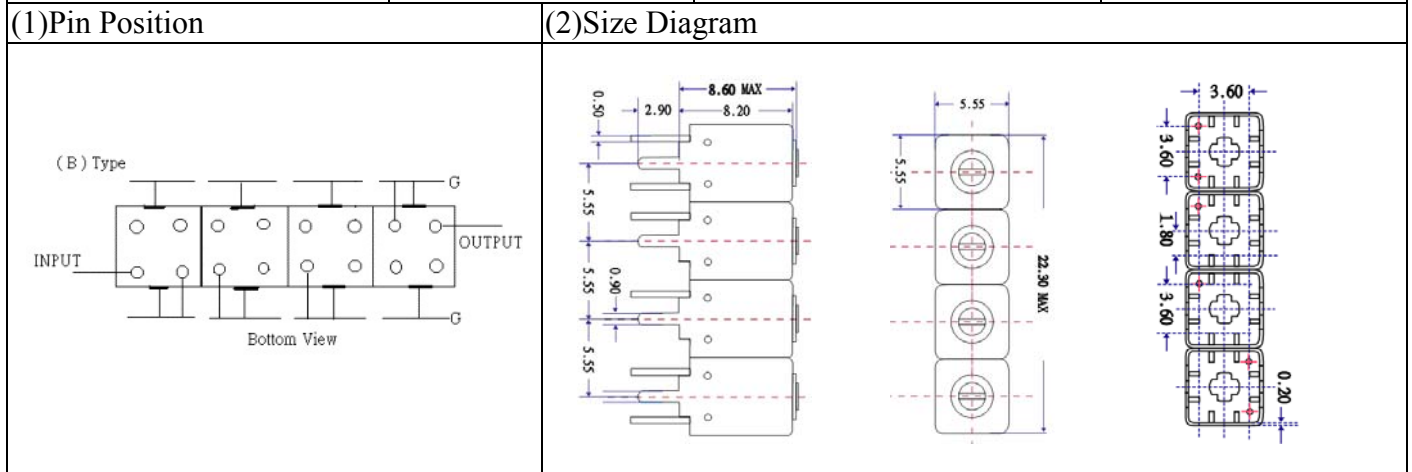 (1)Pin Position
(2)Size Diagram
(B) Type
G
OUTPUT
INPUT
G
Bottom View
8.60 MAX
2.90
8.20
0.50
5.55
5.55
0.90
5.55
5.55
5.55
22.30 MAX
3.60
3.60
1.80
3.60
0.20